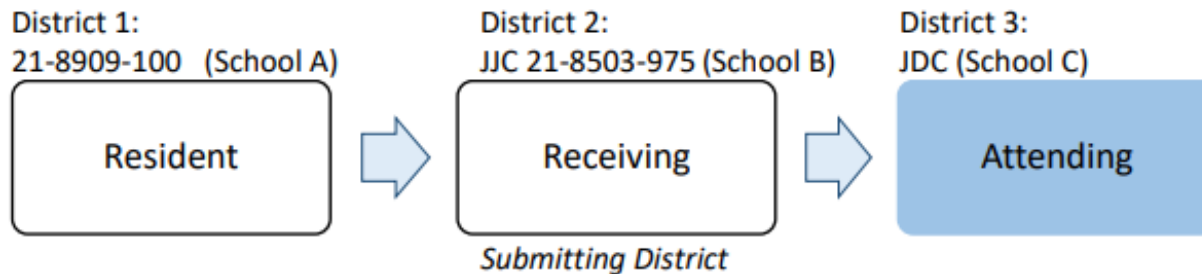 District 1:
21-8909-100 (School A)
Resident
District 2:
JJC 21-8503-975 (School B)
Receiving
Submitting District
District 3:
JDC (School C)
Attending